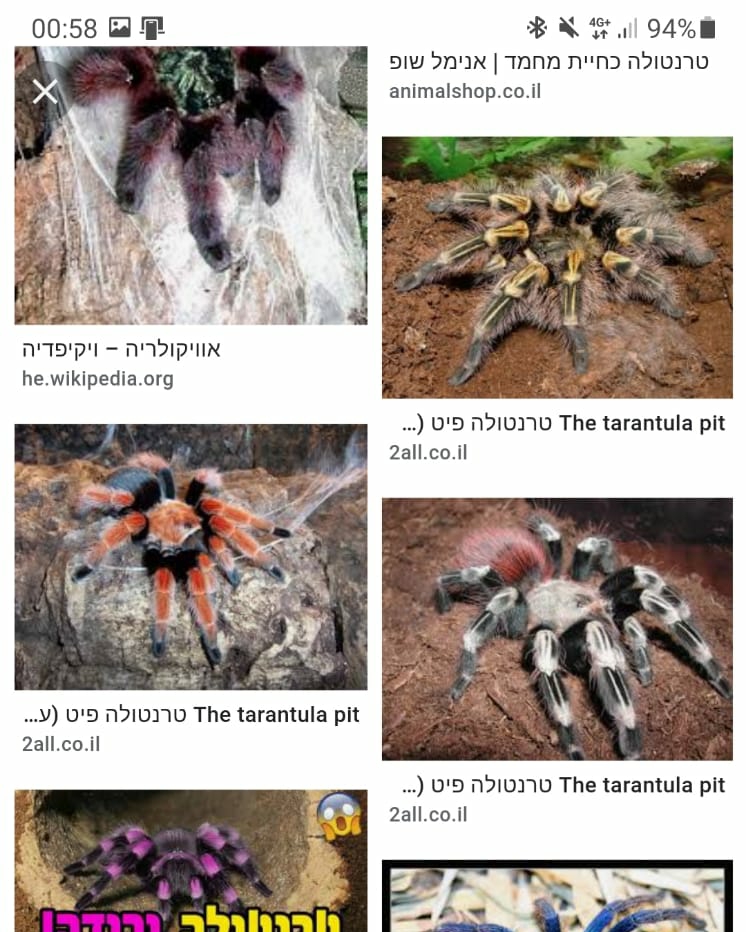 00:58
4G+ 94%
טרנטולה כחיית מחמד | אנימל שופ
animalshop.co.il
אוויקולריה – ויקיפדיה
he.wikipedia.org
The tarantula pit טרנטולה פיט (...
2all.co.il
The tarantula pit טרנטולה פיט (ע...
2all.co.il
The tarantula pit טרנטולה פיט (...
2all.co.il